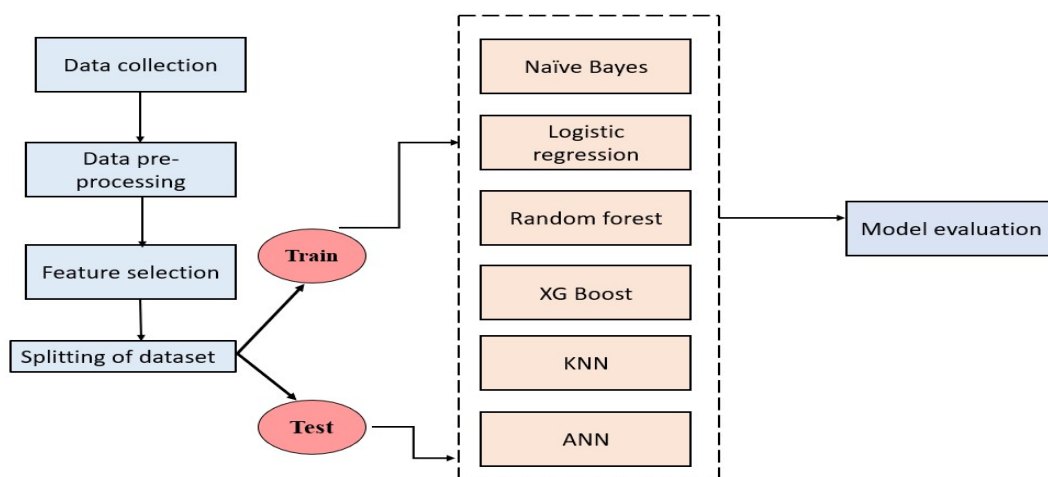 Data collection
Data pre-
processing
Feature selection
Splitting of dataset
Train
Test
Naïve Bayes
Logistic
regression
Random forest
XG Boost
KNN
ANN
Model evaluation